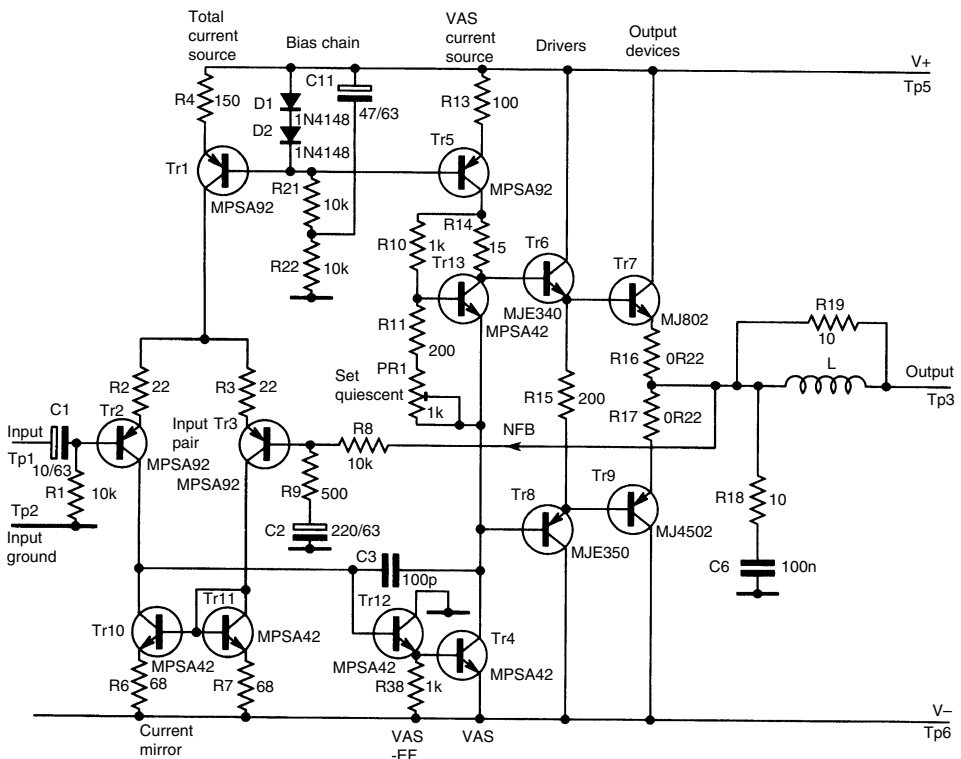 Total
current
source
Bias chain
VAS
current
source
Drivers
Output
devices
V+
Tp5
R4
150
D1
1N4148
D2
1N4148
C11
47/63
R13
100
Tr1
MPSA92
Tr5
MPSA92
R21
10k
R22
10k
R10
1k
R14
15
Tr13
MPSA42
Tr6
MJE340
Tr7
MJ802
R11
200
PR1
Set
quiescent
1k
R15
200
R16
0R22
R17
0R22
R19
10
L
Output
Tp3
R2
22
R3
22
C1
Input
Tp1
10/63
Tr2
MPSA92
Input
pair
Tr3
MPSA92
R8
10k
NFB
R1
10k
Tp2
Input
ground
R9
500
C2
220/63
Tr8
MJE350
Tr9
MJ4502
R18
10
C6
100n
C3
100p
Tr10
MPSA42
Tr11
MPSA42
Tr12
MPSA42
Tr4
MPSA42
R6
68
R7
68
R38
1k
V–
Tp6
Current
mirror
VAS
-EF
VAS